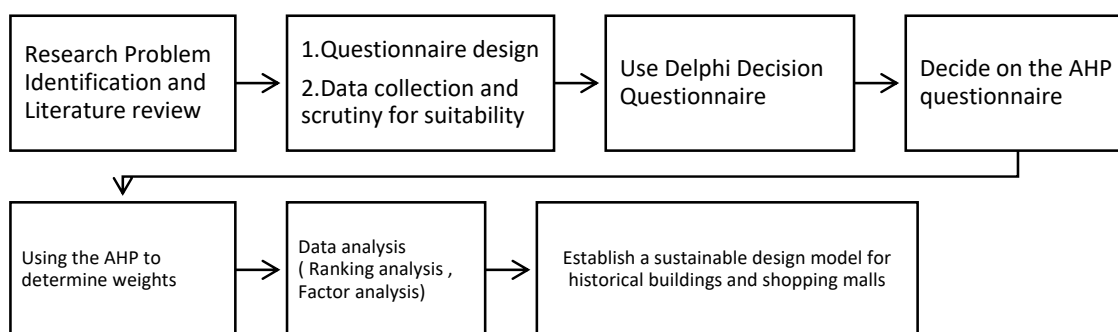 Research Problem
Identification and
Literature review
1.Questionnaire design
2.Data collection and
scrutiny for suitability
Use Delphi Decision
Questionnaire
Decide on the AHP
questionnaire
Using the AHP to
determine weights
Data analysis
( Ranking analysis ,
Factor analysis)
Establish a sustainable design model for
historical buildings and shopping malls